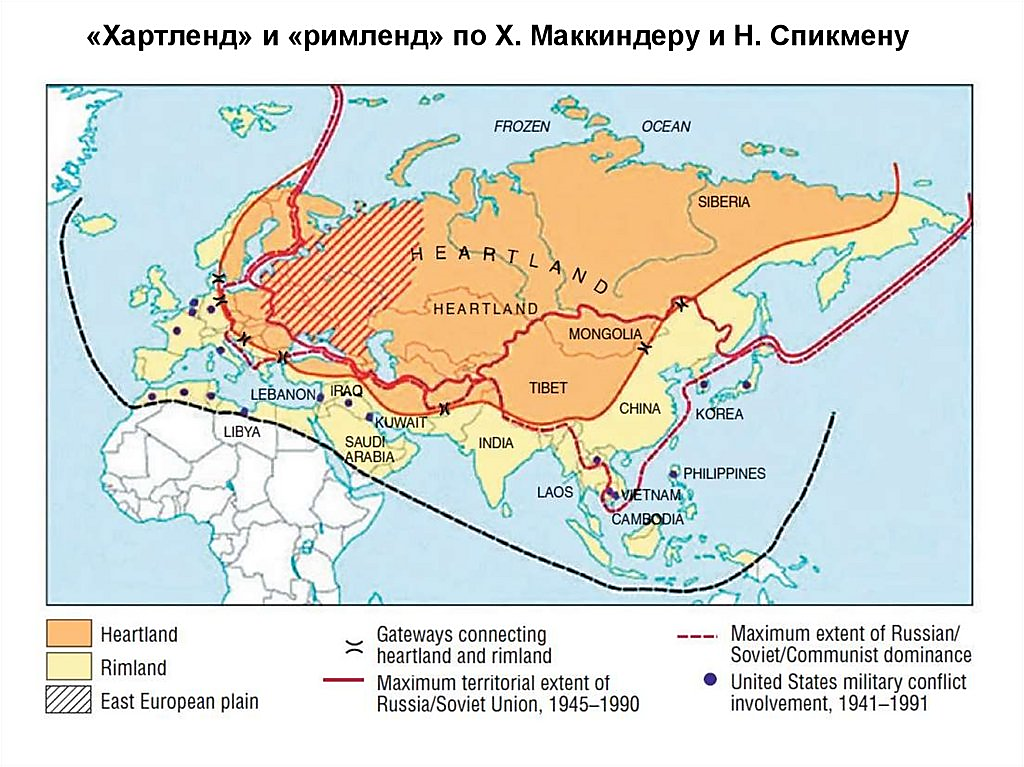 «Хартленд» и «римленд» по Х. Маккиндеру и Н. Спикмену
FROZEN OCEAN
SIBERIA
HEARTLAND
HEARTLAND
MONGOLIA
TIBET
LEBANON
IRAQ
CHINA
KOREA
KUWAIT
LIBYA
SAUDI
ARABIA
INDIA
PHILIPPINES
LAOS
VIETNAM
CAMBODIA
Heartland
Rimland
East European plain
Gateways connecting
heartland and rimland
Maximum territorial extent of
Russia/Soviet Union, 1945–1990
Maximum extent of Russian/
Soviet/Communist dominance
United States military conflict
involvement, 1941–1991